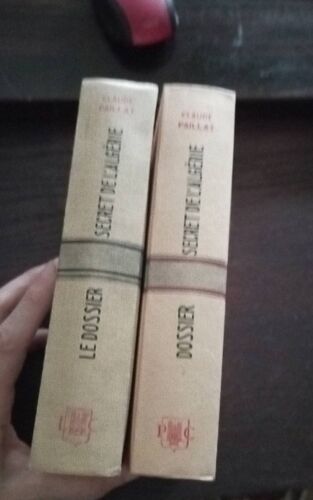 CLAUDE
PAILLAT
LE DOSSIER SECRET DE L'ALGÉRIE
CLAUDE
PAILLAT
DOSSIER SECRET DE L'ALGÉRIE